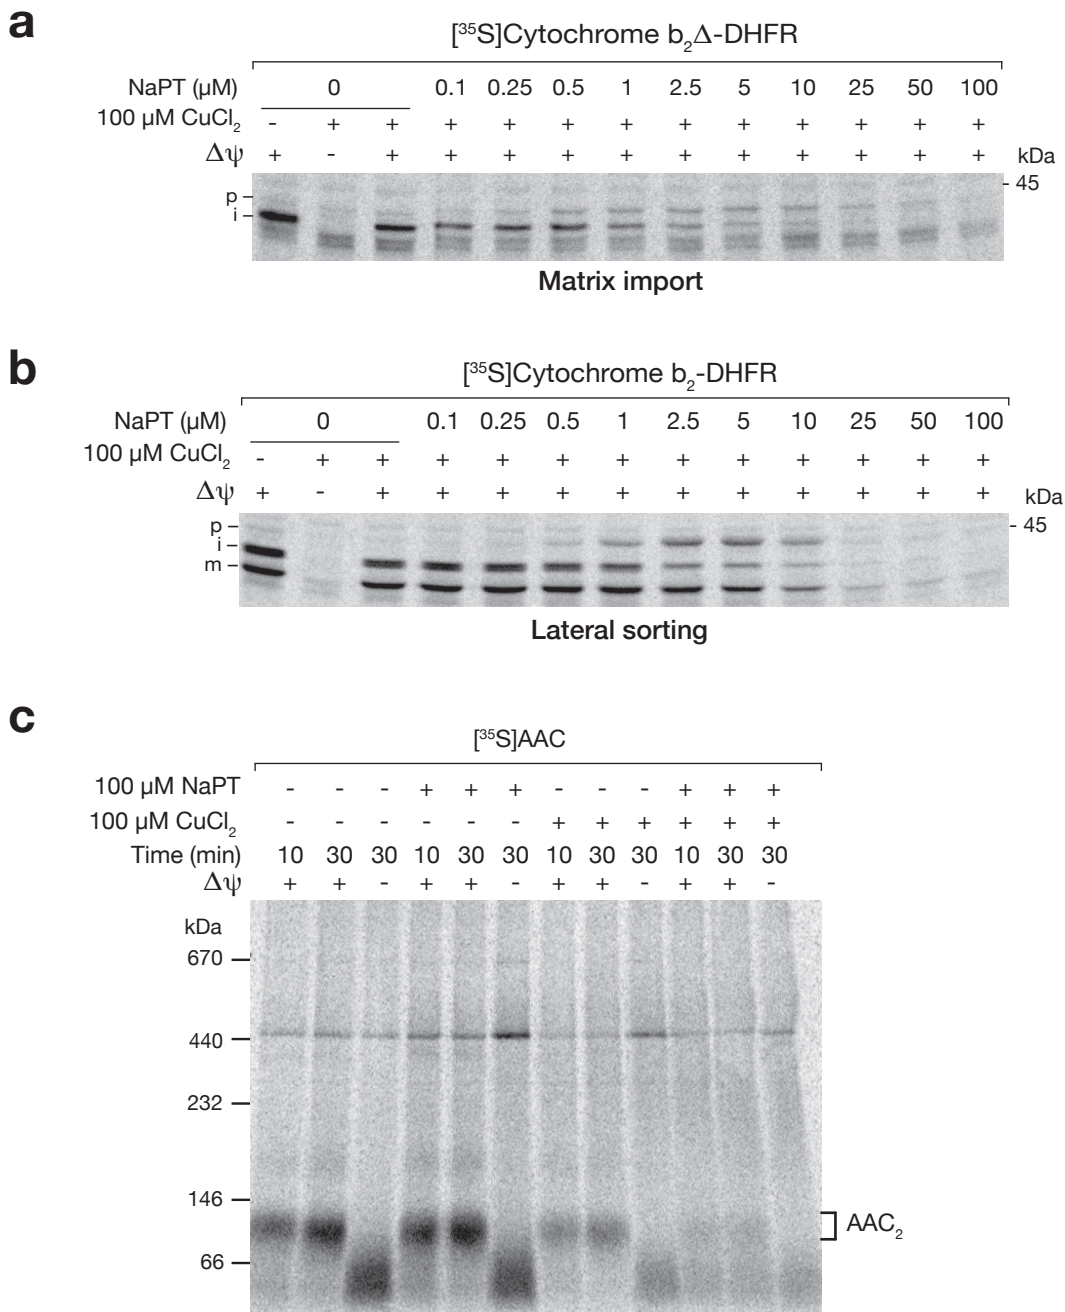 a
[³⁵S]Cytochrome b₂Δ-DHFR
NaPT (µM) 0 0.1 0.25 0.5 1 2.5 5 10 25 50 100
100 µM CuCl₂ - + + + + + + + + + + + +
Δψ + - + + + + + + + + + + + kDa
p 45
i
Matrix import
b
[³⁵S]Cytochrome b₂-DHFR
NaPT (µM) 0 0.1 0.25 0.5 1 2.5 5 10 25 50 100
100 µM CuCl₂ - + + + + + + + + + + + +
Δψ + - + + + + + + + + + + + kDa
p 45
i
m
Lateral sorting
c
[³⁵S]AAC
100 µM NaPT - - - + + + - - - + + +
100 µM CuCl₂ - - - - - - + + + + + +
Time (min) 10 30 30 10 30 30 10 30 30 10 30 30
Δψ + + - + + - + + - + + -
kDa
670
440
232
146
AAC₂
66